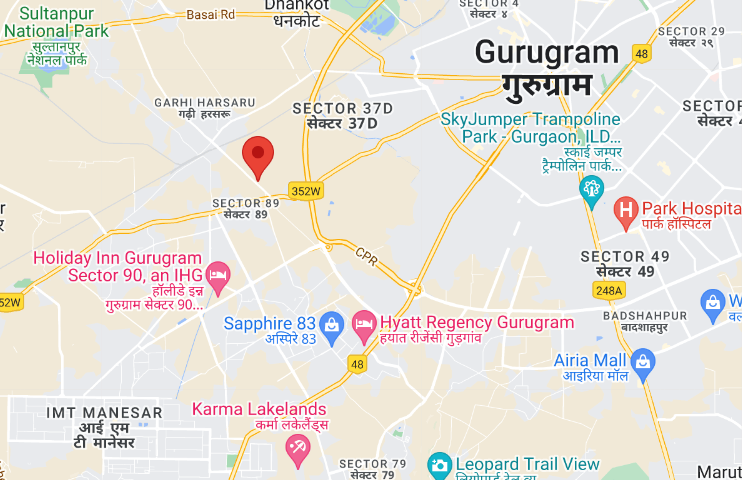 Sultanpur
National Park
सुल्तानपुर
नेशनल पार्क
Basai Rd
Dhankot
धनकोट
SECTOR 4
सेक्टर ४
Gurugram
गुरुग्राम
48
SECTOR 29
सेक्टर २९
GARHI HARSARU
गढ़ी हरसरू
SECTOR 37D
सेक्टर 37D
SkyJumper Trampoline
Park - Gurgaon, ILD...
स्काई जम्पर
ट्रैम्पोलिन पार्क...
SECTO
352W
SECTOR 89
सेक्टर 89
H
Park Hospita
पार्क हॉस्पिटल
CPR
Holiday Inn Gurugram
Sector 90, an IHG
हॉलीडे इन्न
गुरुग्राम सेक्टर 90...
SECTOR 49
सेक्टर 49
248A
52W
BADSHAHPUR
बादशाहपुर
W
Sapphire 83
अस्पिरे 83
Hyatt Regency Gurugram
हयात रीजेंसी गुड़गांव
48
Airia Mall
आइरिया मॉल
IMT MANESAR
आई एम
टी मानेसर
Karma Lakelands
कर्मा लकेलैंड्स
SECTOR 79
सेक्टर 79
Leopard Trail View
Marut